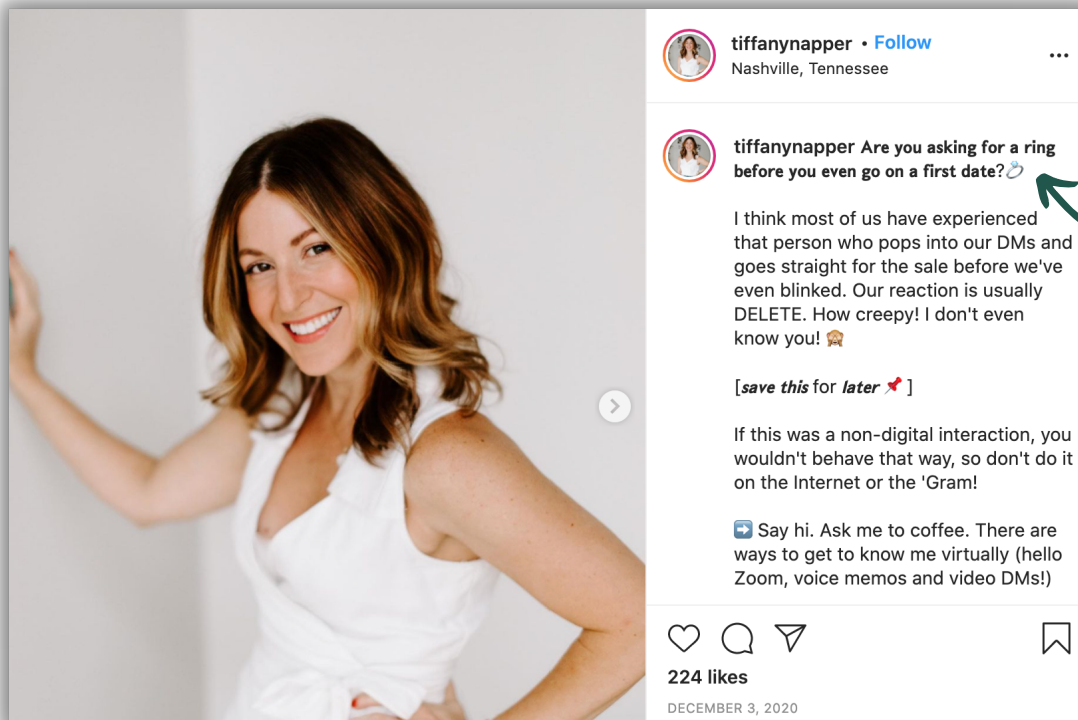 tiffanynapper • Follow
Nashville, Tennessee
tiffanynapper Are you asking for a ring
before you even go on a first date?💍
I think most of us have experienced
that person who pops into our DMs and
goes straight for the sale before we've
even blinked. Our reaction is usually
DELETE. How creepy! I don't even
know you! 🙈
[save this for later 📌 ]
If this was a non-digital interaction, you
wouldn't behave that way, so don't do it
on the Internet or the 'Gram!
➡️ Say hi. Ask me to coffee. There are
ways to get to know me virtually (hello
Zoom, voice memos and video DMs!)
224 likes
DECEMBER 3, 2020